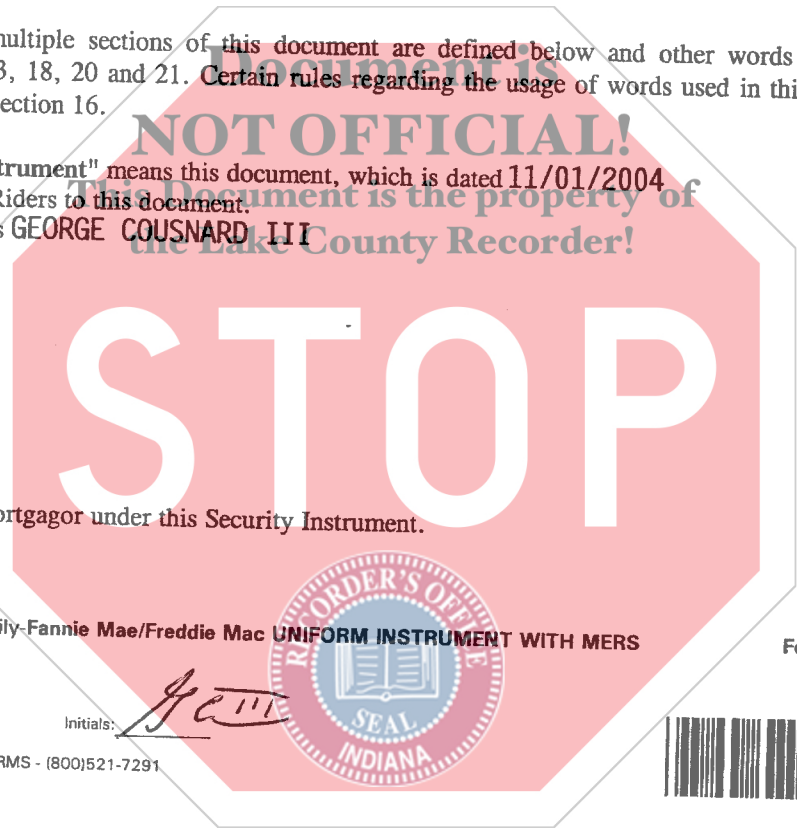 multiple sections of this document are defined below and other words
3, 18, 20 and 21. Certain rules regarding the usage of words used in thi
ection 16.
Document is
NOT OFFICIAL!
This Document is the property of
the Lake County Recorder!
trument" means this document, which is dated 11/01/2004
Riders to this document.
s GEORGE COUSNARD III
STOP
ortgagor under this Security Instrument.
ily-Fannie Mae/Freddie Mac UNIFORM INSTRUMENT WITH MERS
Fo
RECORDER'S OFFICE
SEAL
INDIANA
Initials: GC III
RMS - (800)521-7291